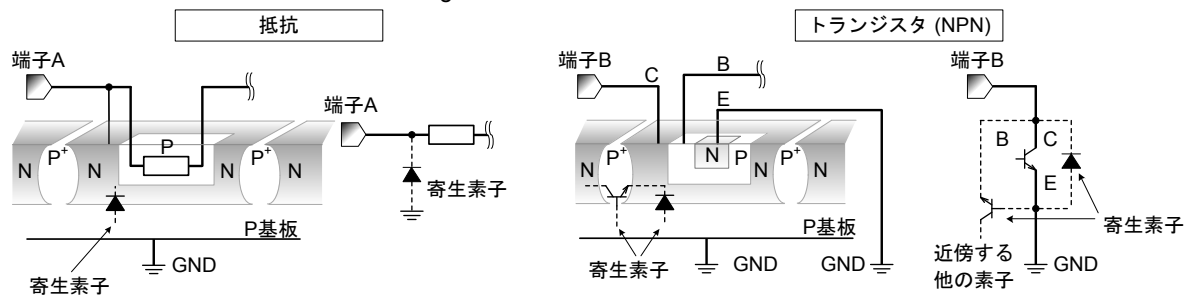 g
抵抗
トランジスタ (NPN)
端子A
端子A
N
P+
N
P
N
P+
N
寄生素子
P基板
GND
寄生素子
端子B
C
B
E
N
P+
N
N
P
N
P+
N
P基板
寄生素子
GND
GND
端子B
B
C
E
寄生素子
近傍する
他の素子
GND